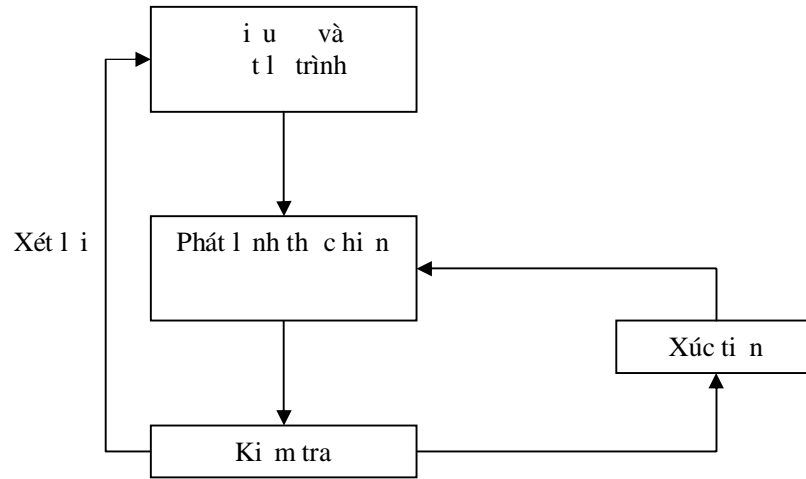 i u và
t l trình
Xét l i
Phát l nh th c hi n
Xúc ti n
Ki m tra